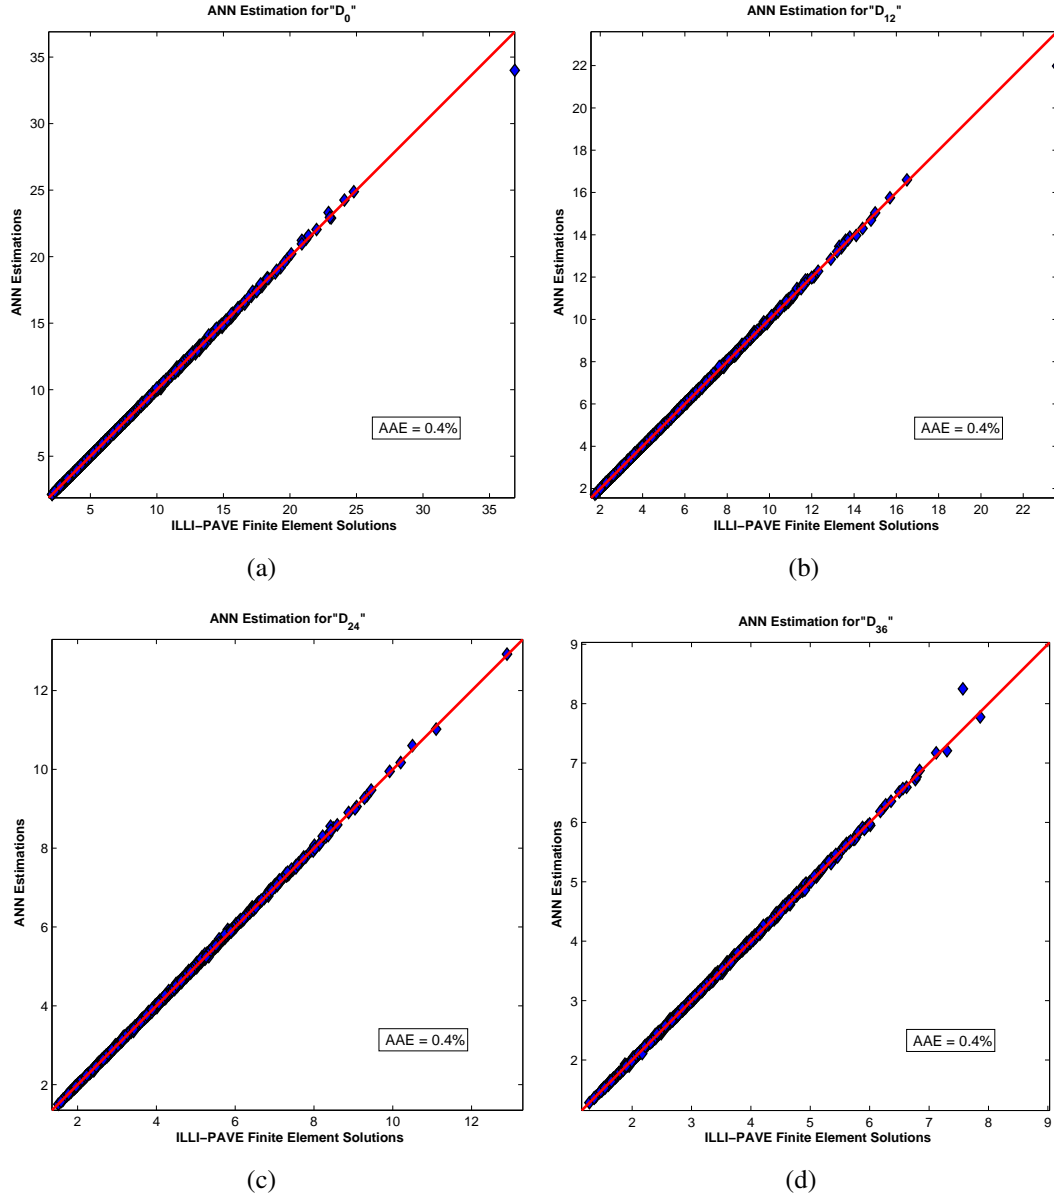 ANN Estimation for"D0"
35
30
25
20
15
10
5
ANN Estimations
AAE = 0.4%
5 10 15 20 25 30 35
ILLI−PAVE Finite Element Solutions
(a)
ANN Estimation for"D12"
22
20
18
16
14
12
10
8
6
4
2
ANN Estimations
AAE = 0.4%
2 4 6 8 10 12 14 16 18 20 22
ILLI−PAVE Finite Element Solutions
(b)
ANN Estimation for"D24"
12
10
8
6
4
2
ANN Estimations
AAE = 0.4%
2 4 6 8 10 12
ILLI−PAVE Finite Element Solutions
(c)
ANN Estimation for"D36"
9
8
7
6
5
4
3
2
ANN Estimations
AAE = 0.4%
2 3 4 5 6 7 8 9
ILLI−PAVE Finite Element Solutions
(d)